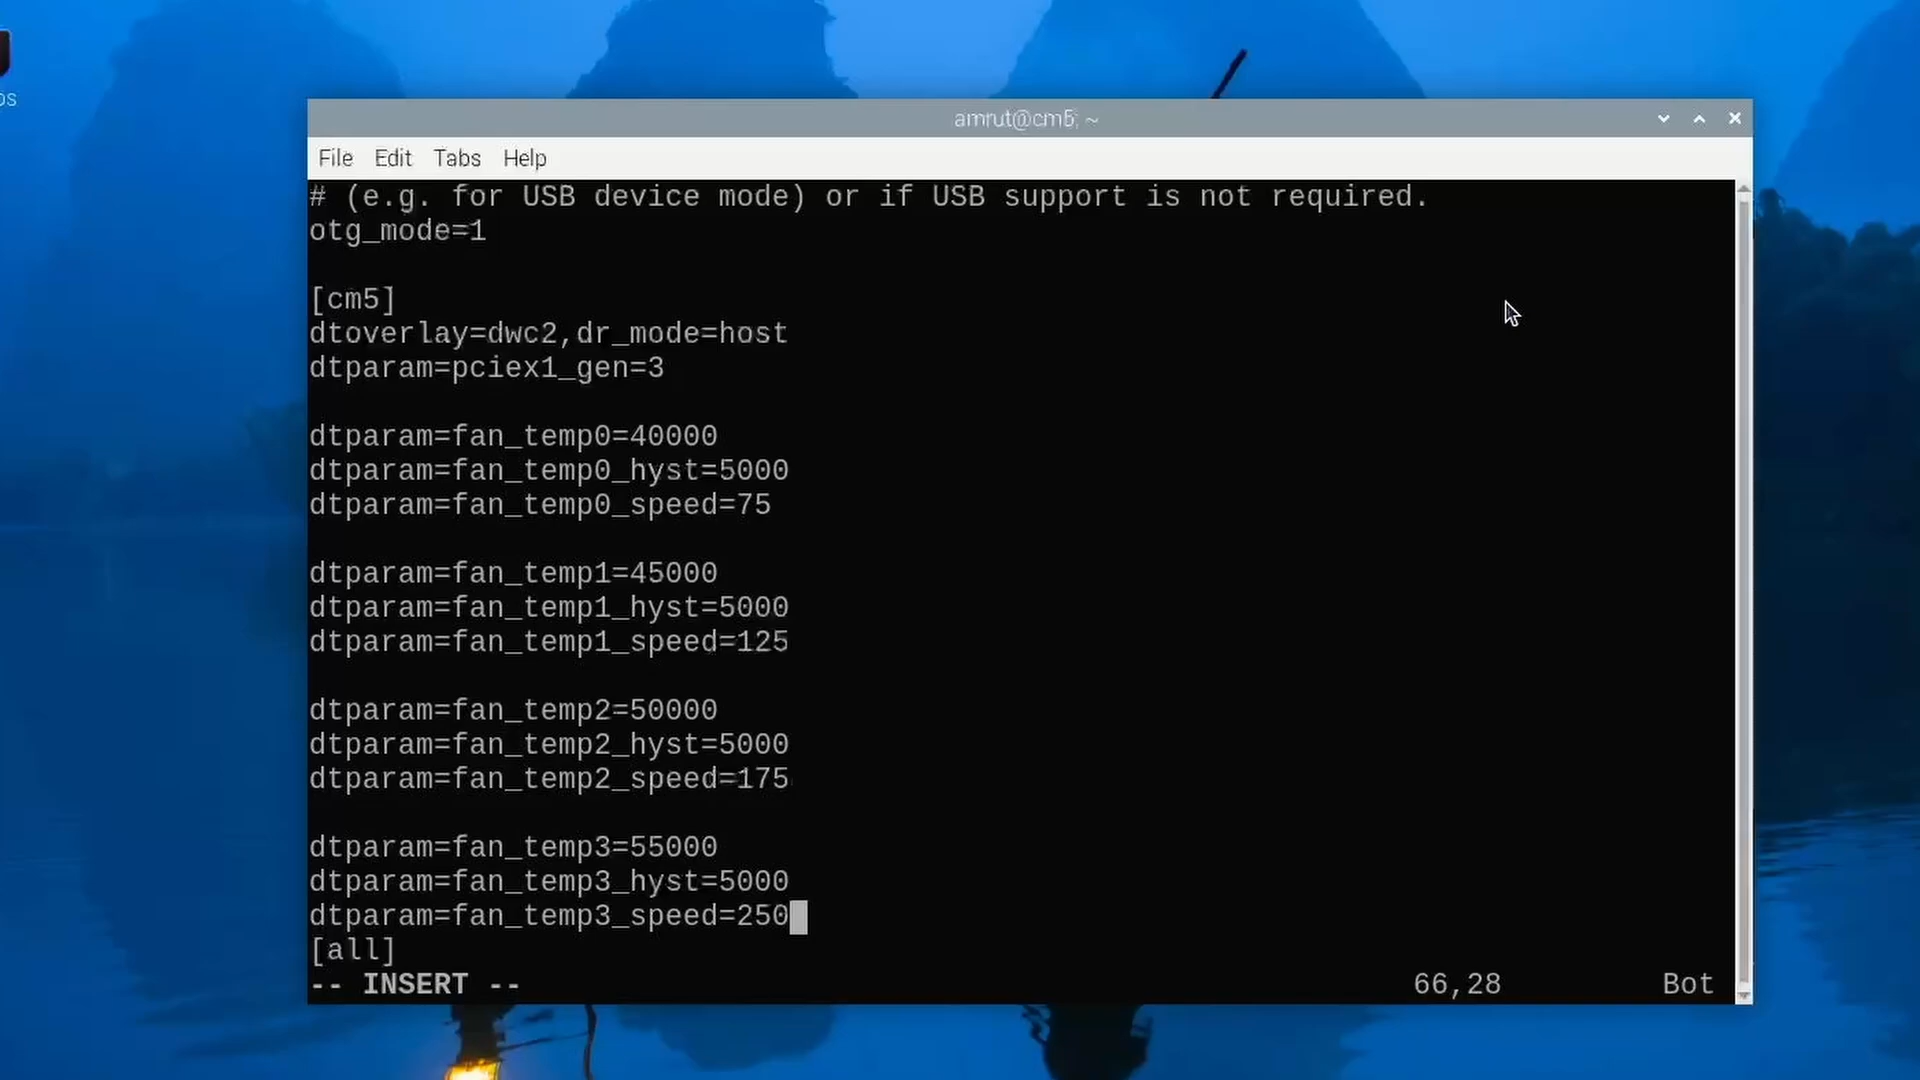 os
amrut@cm5: ~
File Edit Tabs Help
# (e.g. for USB device mode) or if USB support is not required.
otg_mode=1
[cm5]
dtoverlay=dwc2,dr_mode=host
dtparam=pciex1_gen=3
dtparam=fan_temp0=40000
dtparam=fan_temp0_hyst=5000
dtparam=fan_temp0_speed=75
dtparam=fan_temp1=45000
dtparam=fan_temp1_hyst=5000
dtparam=fan_temp1_speed=125
dtparam=fan_temp2=50000
dtparam=fan_temp2_hyst=5000
dtparam=fan_temp2_speed=175
dtparam=fan_temp3=55000
dtparam=fan_temp3_hyst=5000
dtparam=fan_temp3_speed=250
[all]
-- INSERT -- 66,28 Bot